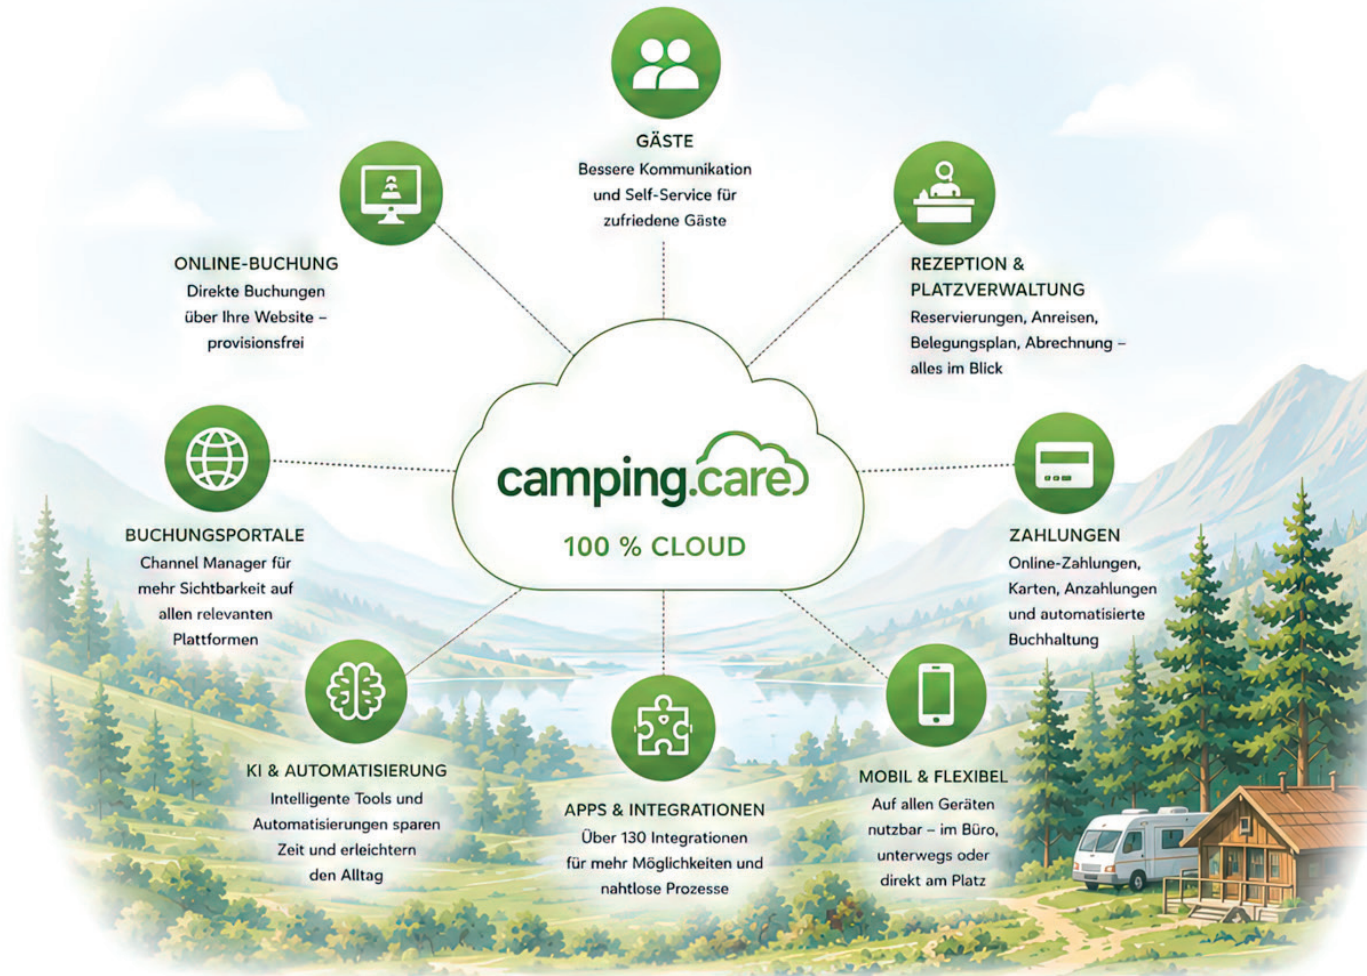 GÄSTE
Bessere Kommunikation
und Self-Service für
zufriedene Gäste
ONLINE-BUCHUNG
Direkte Buchungen
über Ihre Website –
provisionsfrei
REZEPTION &
PLATZVERWALTUNG
Reservierungen, Anreisen,
Belegungsplan, Abrechnung –
alles im Blick
camping.care
100 % CLOUD
BUCHUNGSPORTALE
Channel Manager für
mehr Sichtbarkeit auf
allen relevanten
Plattformen
ZAHLUNGEN
Online-Zahlungen,
Karten, Anzahlungen
und automatisierte
Buchhaltung
KI & AUTOMATISIERUNG
Intelligente Tools und
Automatisierungen sparen
Zeit und erleichtern
den Alltag
APPS & INTEGRATIONEN
Über 130 Integrationen
für mehr Möglichkeiten und
nahtlose Prozesse
MOBIL & FLEXIBEL
Auf allen Geräten
nutzbar – im Büro,
unterwegs oder
direkt am Platz